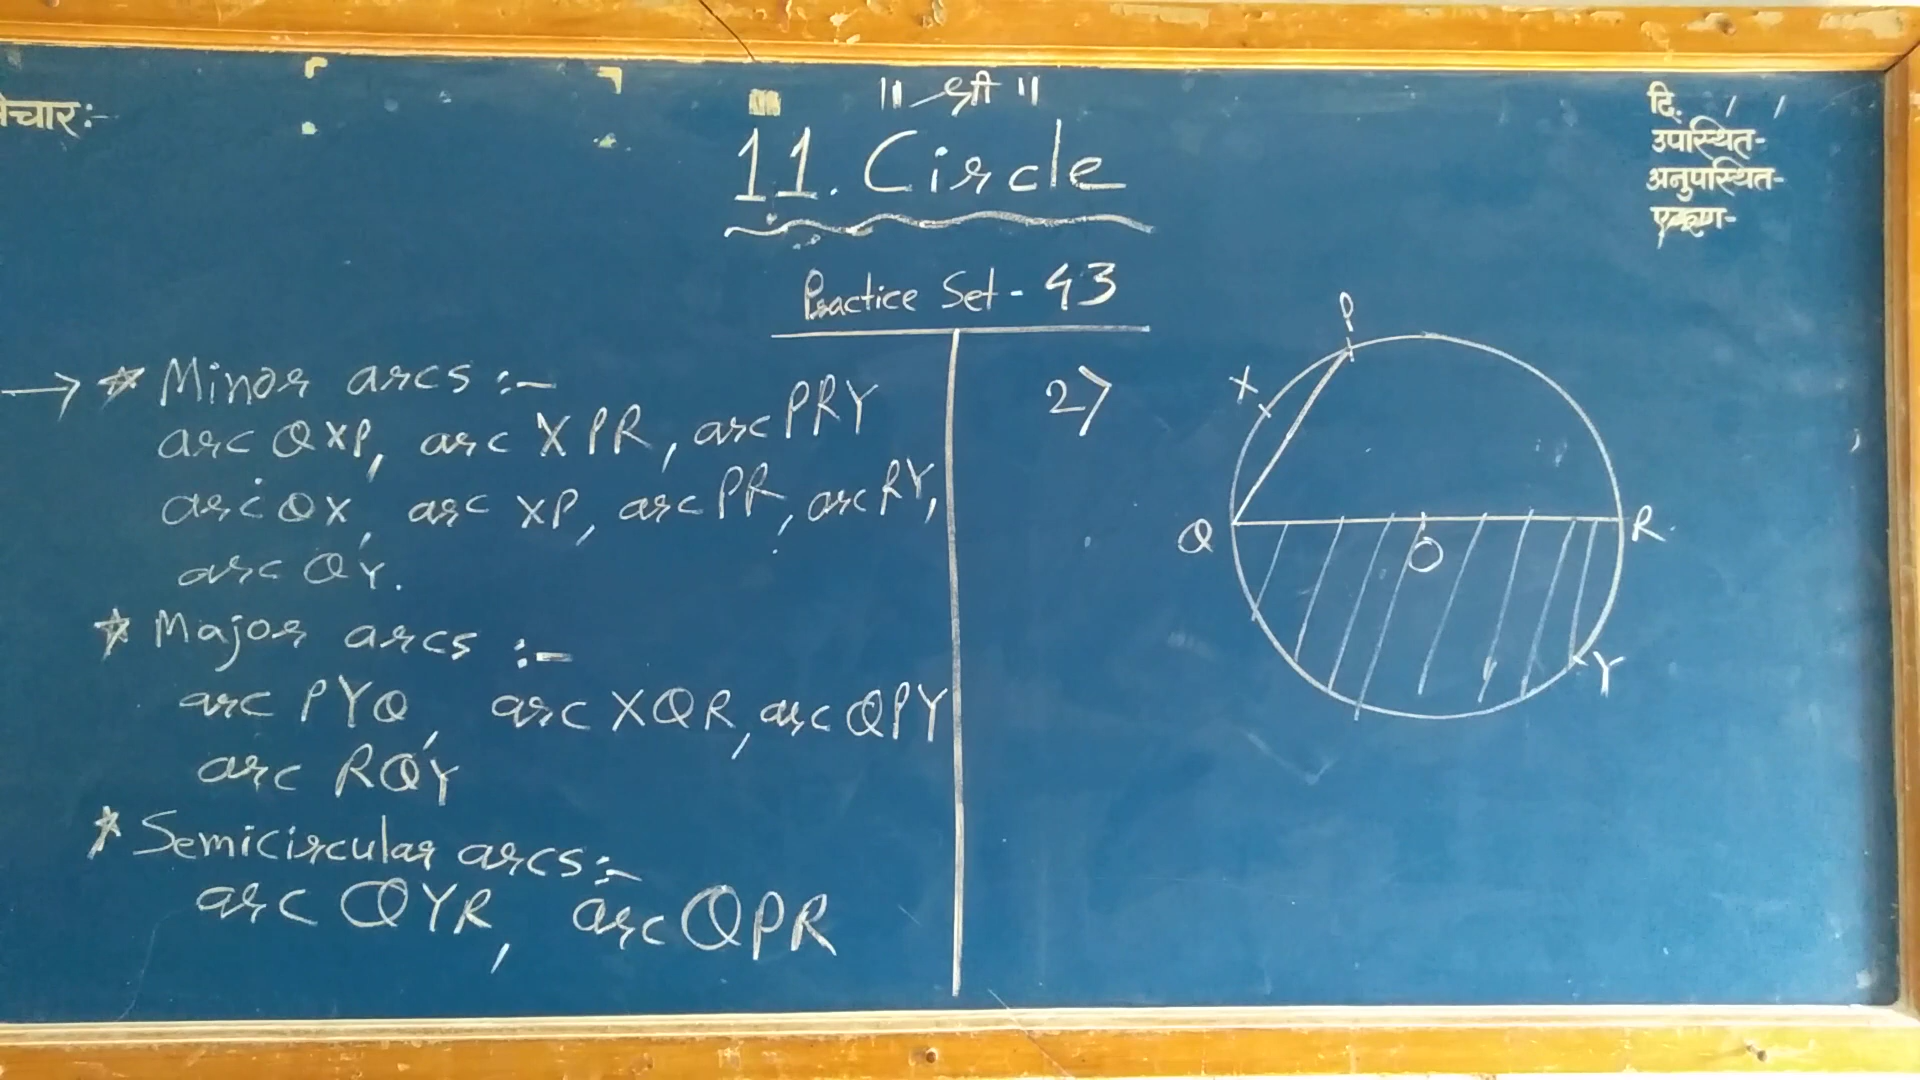 ॥ श्री ॥
दि. / /
उपस्थित-
अनुपस्थित-
एकूण-
11. Circle
Practice Set - 43
→ * Minor arcs :-
arc QXP, arc XPR, arc PRY
arc QX, arc XP, arc PR, arc RY,
arc QY.
* Major arcs :-
arc PYQ, arc XQR, arc QPY
arc RQY
* Semicircular arcs :-
arc QYR, arc QPR
2)
P
X
Q
O
R.
Y